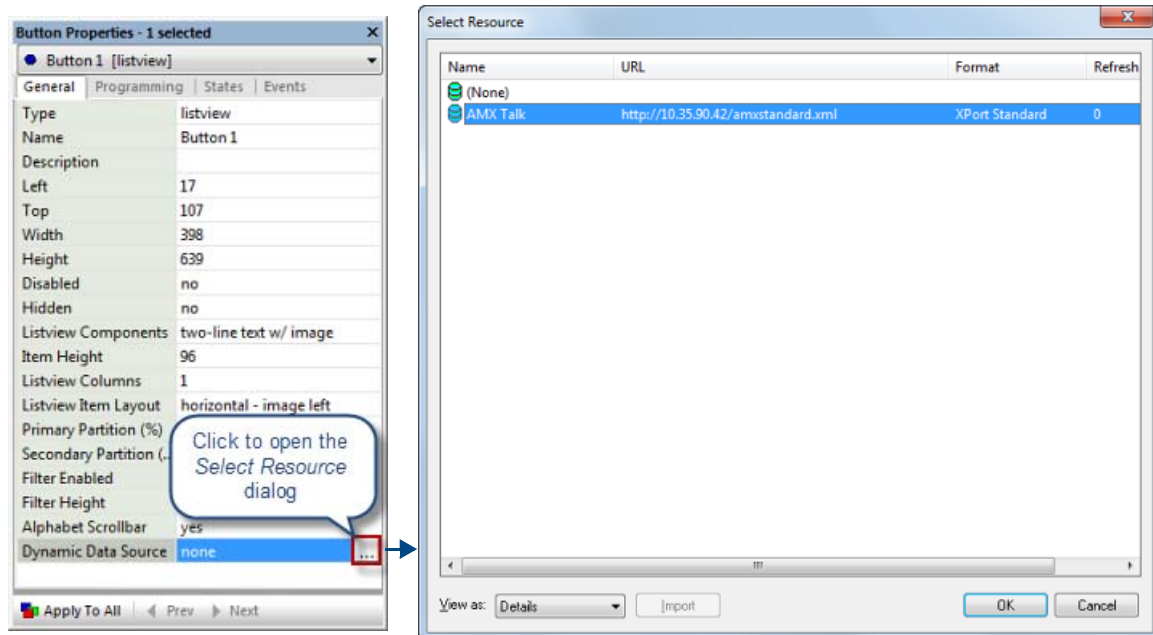 Button Properties - 1 selected
Button 1 [listview]
General Programming States Events
Type listview
Name Button 1
Description
Left 17
Top 107
Width 398
Height 639
Disabled no
Hidden no
Listview Components two-line text w/ image
Item Height 96
Listview Columns 1
Listview Item Layout horizontal - image left
Primary Partition (%)
Secondary Partition (..
Filter Enabled
Filter Height
Alphabet Scrollbar yes
Dynamic Data Source none ...
Click to open the
Select Resource
dialog
Apply To All Prev Next
Select Resource
Name URL Format Refresh
(None)
AMX Talk http://10.35.90.42/amxstandard.xml XPort Standard 0
View as: Details Import OK Cancel